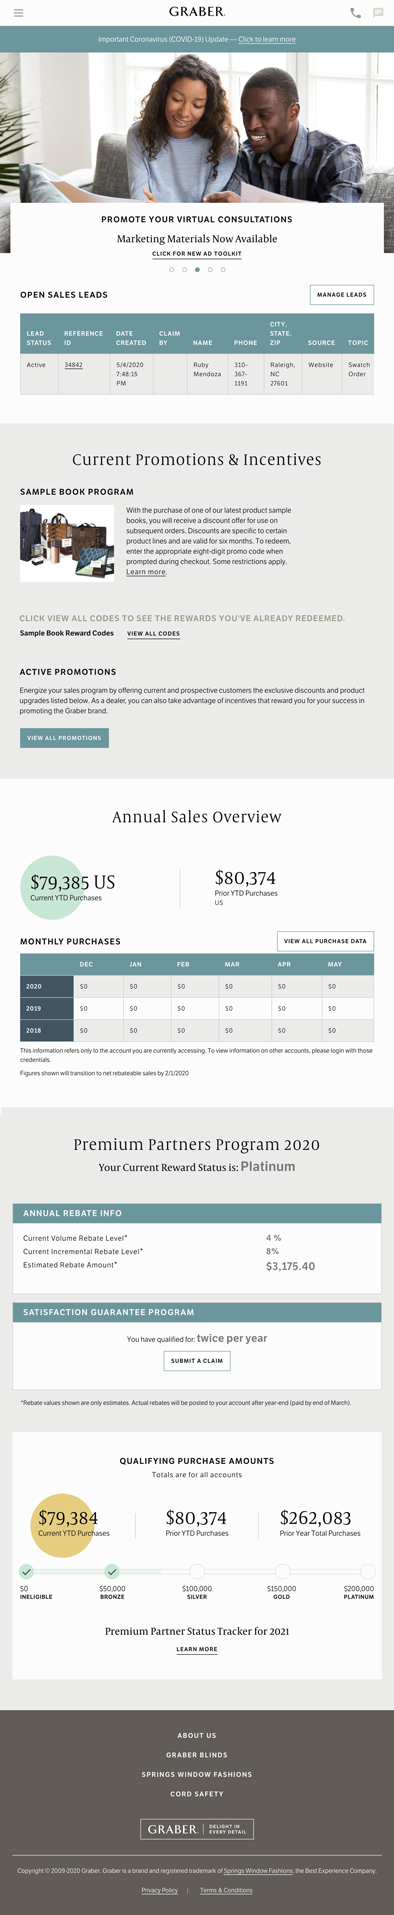 GRABER
Important Coronavirus (COVID-19) Update — Click to learn more
PROMOTE YOUR VIRTUAL CONSULTATIONS
Marketing Materials Now Available
CLICK FOR NEW AD TOOLKIT
OPEN SALES LEADS
MANAGE LEADS
LEAD STATUS REFERENCE ID DATE CREATED CLAIM BY NAME PHONE CITY, STATE, ZIP SOURCE TOPIC
Active 34842 5/4/2020 7:48:15 PM Ruby Mendoza 310-367-1191 Raleigh, NC 27601 Website Swatch Order
Current Promotions & Incentives
SAMPLE BOOK PROGRAM
With the purchase of one of our latest product sample
books, you will receive a discount offer for use on
subsequent orders. Discounts are specific to certain
product lines and are valid for six months. To redeem,
enter the appropriate eight-digit promo code when
prompted during checkout. Some restrictions apply.
Learn more.
CLICK VIEW ALL CODES TO SEE THE REWARDS YOU'VE ALREADY REDEEMED.
Sample Book Reward Codes VIEW ALL CODES
ACTIVE PROMOTIONS
Energize your sales program by offering current and prospective customers the exclusive discounts and product
upgrades listed below. As a dealer, you can also take advantage of incentives that reward you for your success in
promoting the Graber brand.
VIEW ALL PROMOTIONS
Annual Sales Overview
$79,385 US
Current YTD Purchases
$80,374
Prior YTD Purchases
US
MONTHLY PURCHASES
VIEW ALL PURCHASE DATA
DEC JAN FEB MAR APR MAY
2020 $0 $0 $0 $0 $0 $0
2019 $0 $0 $0 $0 $0 $0
2018 $0 $0 $0 $0 $0 $0
This information refers only to the account you are currently accessing. To view information on other accounts, please login with those
credentials.
Figures shown will transition to net rebateable sales by 2/1/2020
Premium Partners Program 2020
Your Current Reward Status is: Platinum
ANNUAL REBATE INFO
Current Volume Rebate Level* 4 %
Current Incremental Rebate Level* 8%
Estimated Rebate Amount* $3,175.40
SATISFACTION GUARANTEE PROGRAM
You have qualified for: twice per year
SUBMIT A CLAIM
*Rebate values shown are only estimates. Actual rebates will be posted to your account after year-end (paid by end of March).
QUALIFYING PURCHASE AMOUNTS
Totals are for all accounts
$79,384 $80,374 $262,083
Current YTD Purchases Prior YTD Purchases Prior Year Total Purchases
$0 $50,000 $100,000 $150,000 $200,000
INELIGIBLE BRONZE SILVER GOLD PLATINUM
Premium Partner Status Tracker for 2021
LEARN MORE
ABOUT US
GRABER BLINDS
SPRINGS WINDOW FASHIONS
CORD SAFETY
GRABER DELIGHT IN
EVERY DETAIL
Copyright © 2009-2020 Graber. Graber is a brand and registered trademark of Springs Window Fashions, the Best Experience Company.
Privacy Policy | Terms & Conditions